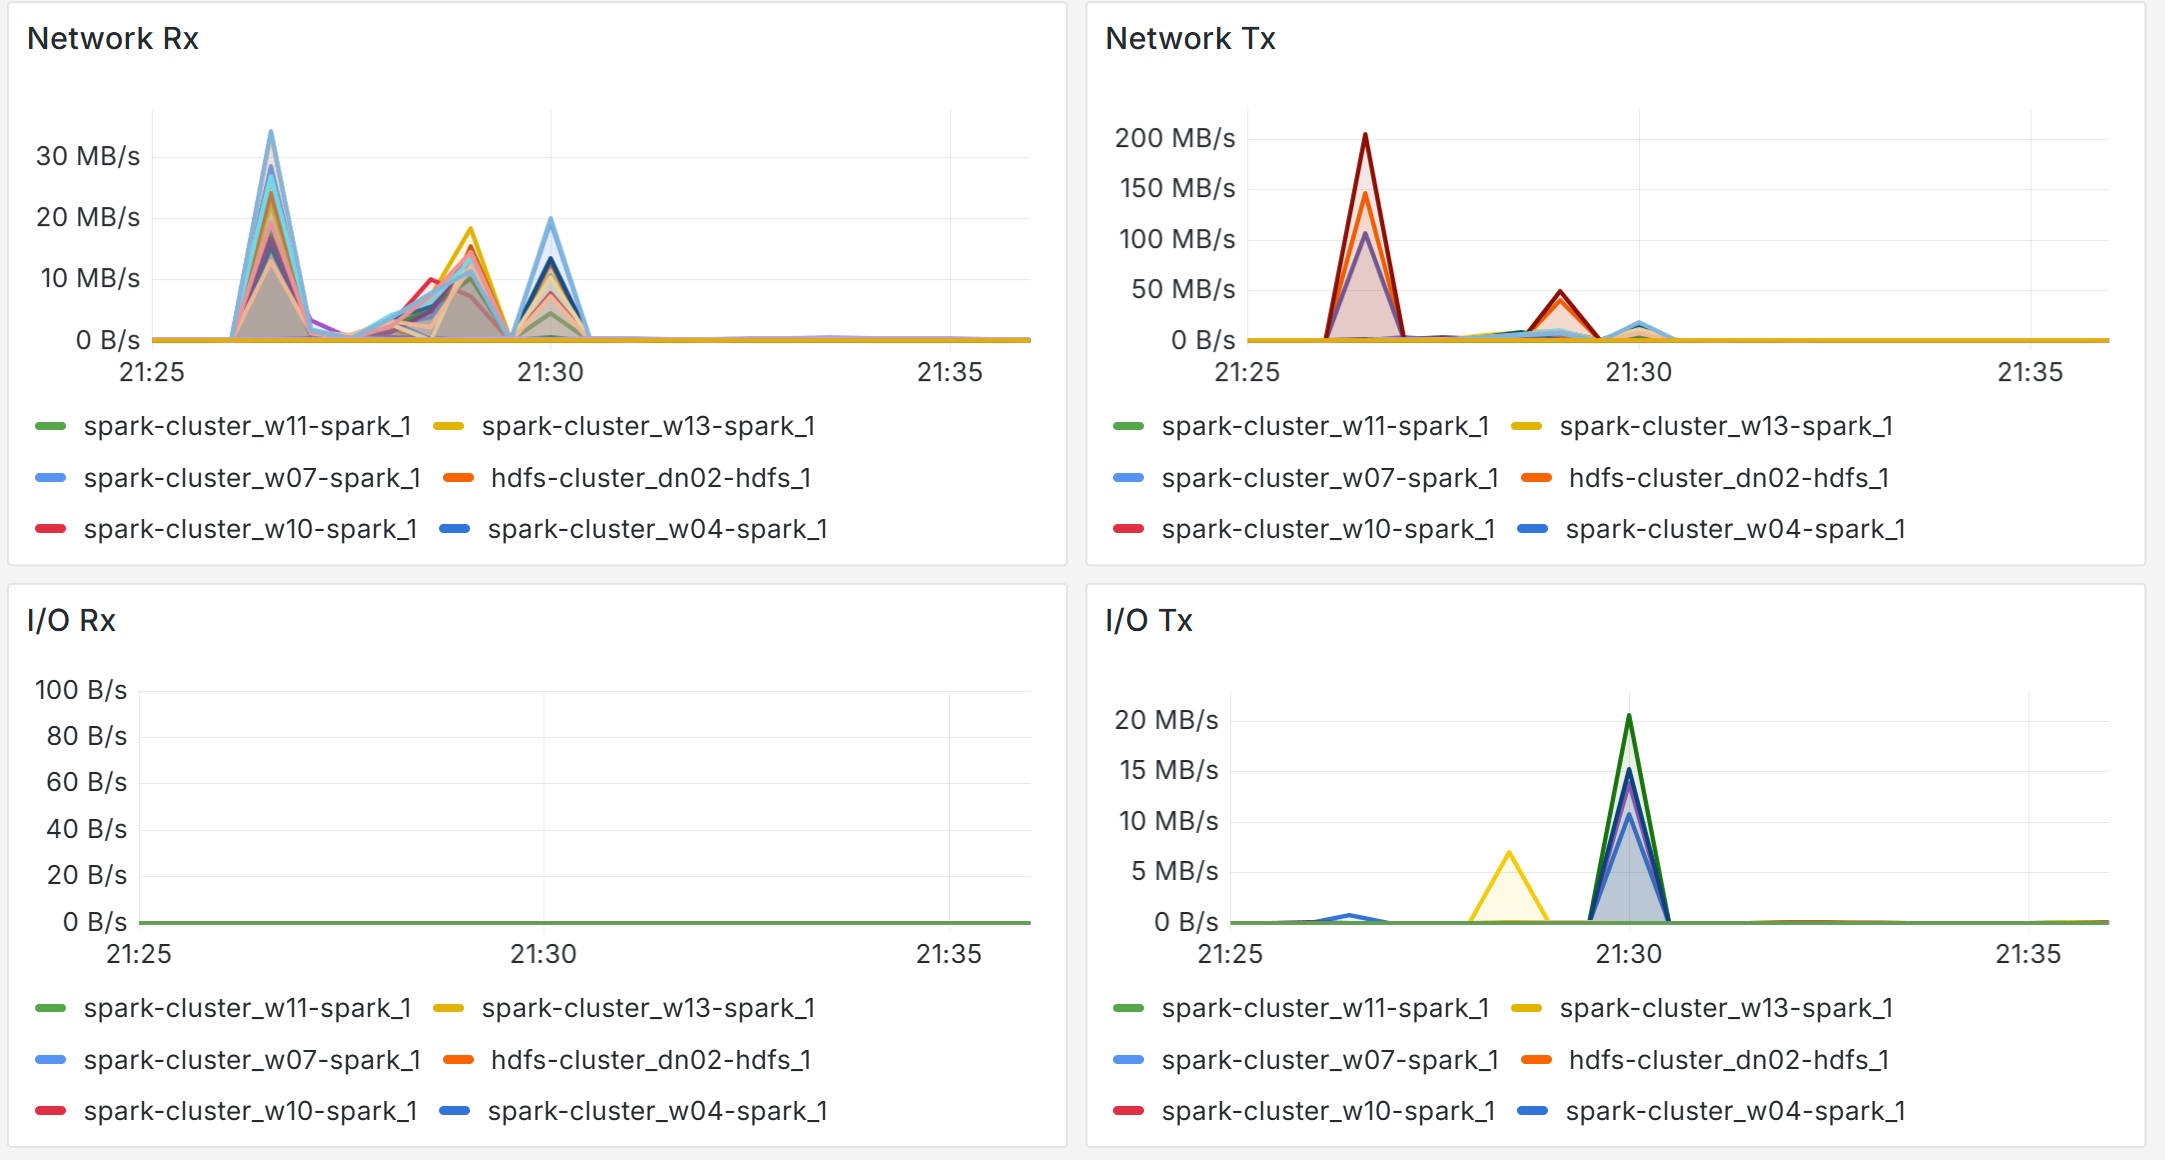 Network Rx
30 MB/s
20 MB/s
10 MB/s
0 B/s
21:25 21:30 21:35
spark-cluster_w11-spark_1 spark-cluster_w13-spark_1
spark-cluster_w07-spark_1 hdfs-cluster_dn02-hdfs_1
spark-cluster_w10-spark_1 spark-cluster_w04-spark_1
Network Tx
200 MB/s
150 MB/s
100 MB/s
50 MB/s
0 B/s
21:25 21:30 21:35
spark-cluster_w11-spark_1 spark-cluster_w13-spark_1
spark-cluster_w07-spark_1 hdfs-cluster_dn02-hdfs_1
spark-cluster_w10-spark_1 spark-cluster_w04-spark_1
I/O Rx
100 B/s
80 B/s
60 B/s
40 B/s
20 B/s
0 B/s
21:25 21:30 21:35
spark-cluster_w11-spark_1 spark-cluster_w13-spark_1
spark-cluster_w07-spark_1 hdfs-cluster_dn02-hdfs_1
spark-cluster_w10-spark_1 spark-cluster_w04-spark_1
I/O Tx
20 MB/s
15 MB/s
10 MB/s
5 MB/s
0 B/s
21:25 21:30 21:35
spark-cluster_w11-spark_1 spark-cluster_w13-spark_1
spark-cluster_w07-spark_1 hdfs-cluster_dn02-hdfs_1
spark-cluster_w10-spark_1 spark-cluster_w04-spark_1